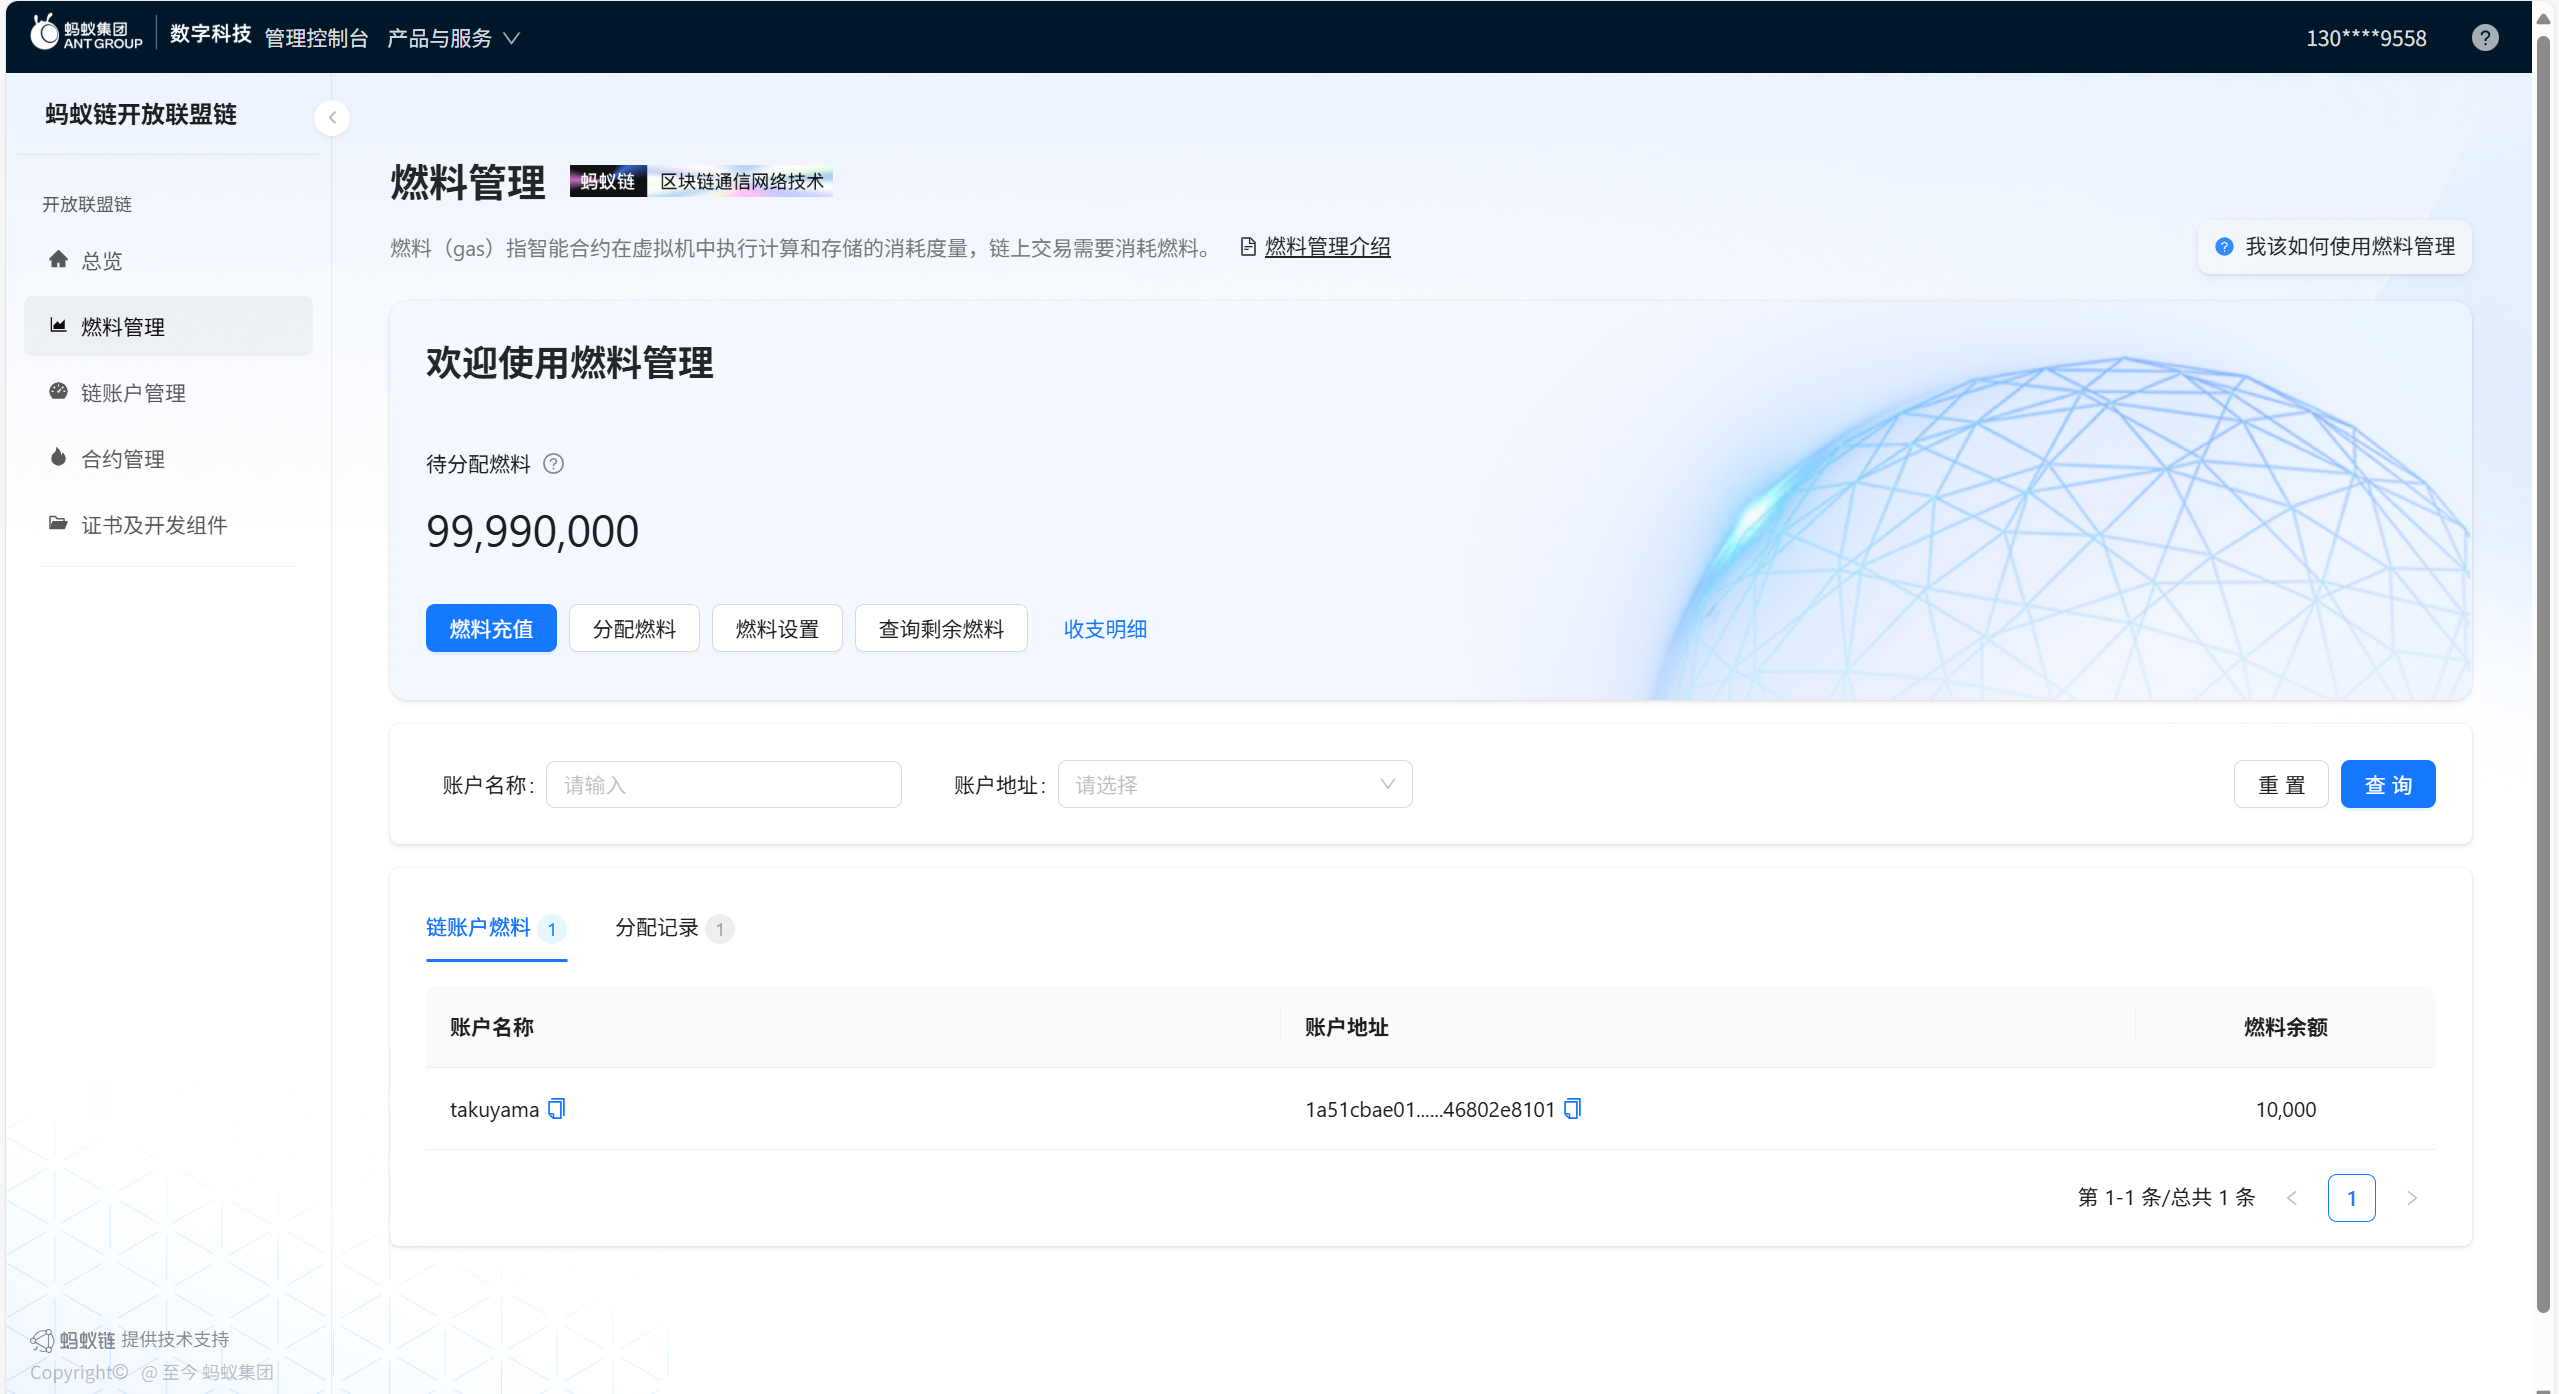 蚂蚁集团 ANT GROUP 数字科技 管理控制台 产品与服务 130****9558
蚂蚁链开放联盟链
开放联盟链
总览
燃料管理
链账户管理
合约管理
证书及开发组件
燃料管理 蚂蚁链 区块链通信网络技术
燃料（gas）指智能合约在虚拟机中执行计算和存储的消耗度量，链上交易需要消耗燃料。 燃料管理介绍
我该如何使用燃料管理
欢迎使用燃料管理
待分配燃料
99,990,000
燃料充值 分配燃料 燃料设置 查询剩余燃料 收支明细
账户名称: 请输入 账户地址: 请选择 重 置 查 询
链账户燃料 1 分配记录 1
账户名称 账户地址 燃料余额
takuyama 1a51cbae01......46802e8101 10,000
第 1-1 条/总共 1 条 < 1 >
蚂蚁链 提供技术支持
Copyright© @ 至今 蚂蚁集团